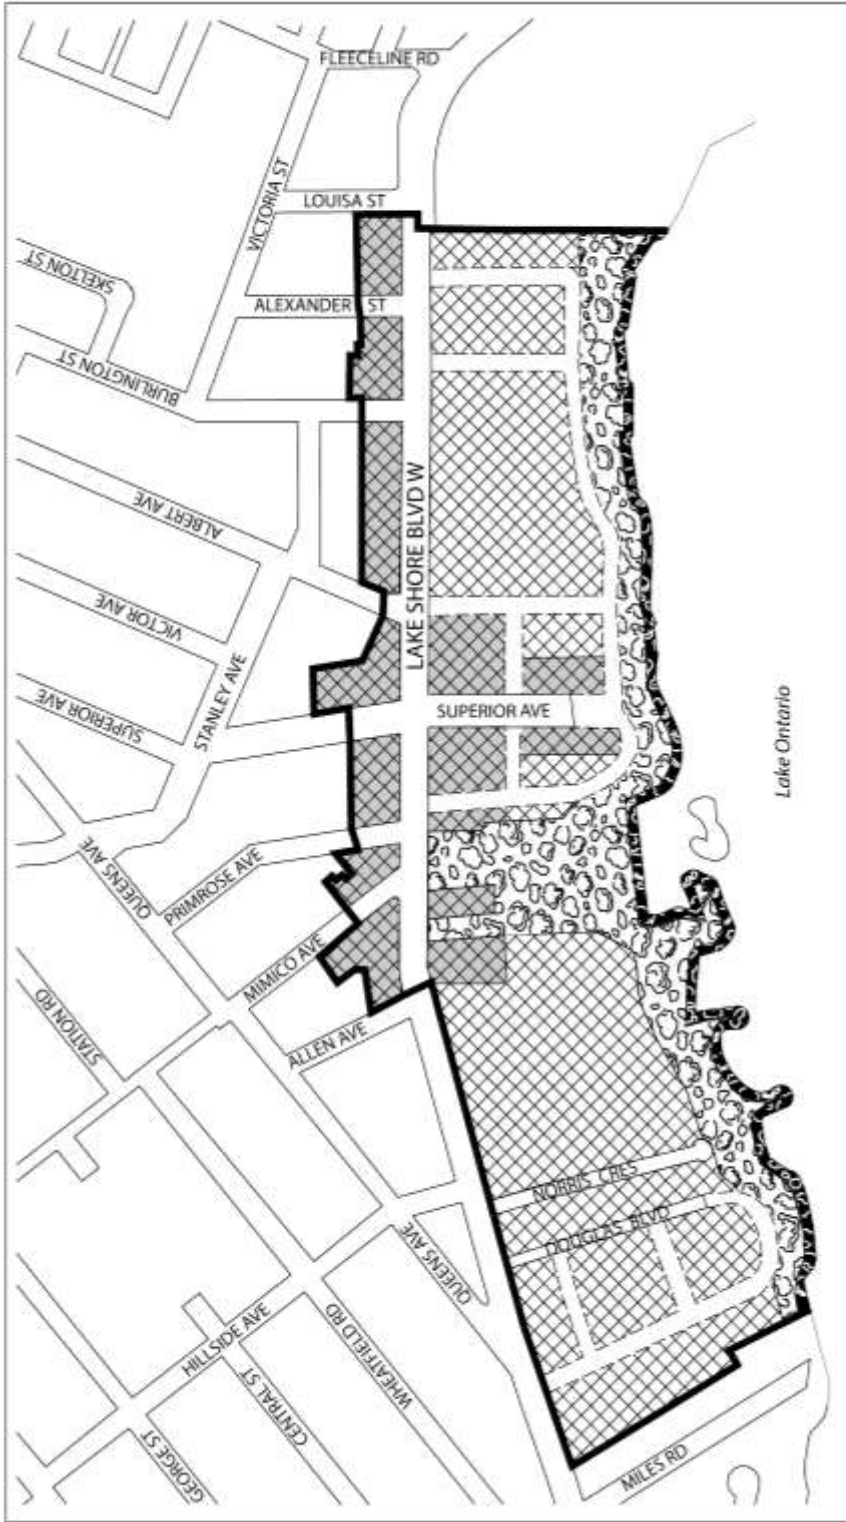 FLEECELINE RD
VICTORIA ST
LOUISA ST
SKELTON ST
ALEXANDER ST
BURLINGTON ST
ALBERT AVE
LAKE SHORE BLVD W
VICTOR AVE
SUPERIOR AVE
STANLEY AVE
SUPERIOR AVE
Lake Ontario
QUEENS AVE
PRIMROSE AVE
MIMICO AVE
STATION RD
ALLEN AVE
NORRIS CRES
DOUGLAS BLVD
QUEENS AVE
HILLSIDE AVE
WHEATFIELD RD
CENTRAL ST
GEORGE ST
MILES RD